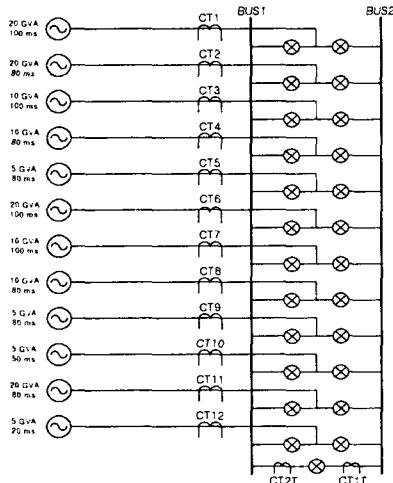 BUS1 BUS2
20 GVA
100 ms
CT1
20 GVA
80 ms
CT2
10 GVA
100 ms
CT3
10 GVA
80 ms
CT4
5 GVA
80 ms
CT5
20 GVA
100 ms
CT6
10 GVA
100 ms
CT7
10 GVA
80 ms
CT8
5 GVA
80 ms
CT9
5 GVA
50 ms
CT10
20 GVA
80 ms
CT11
5 GVA
20 ms
CT12
CT2T CT1T